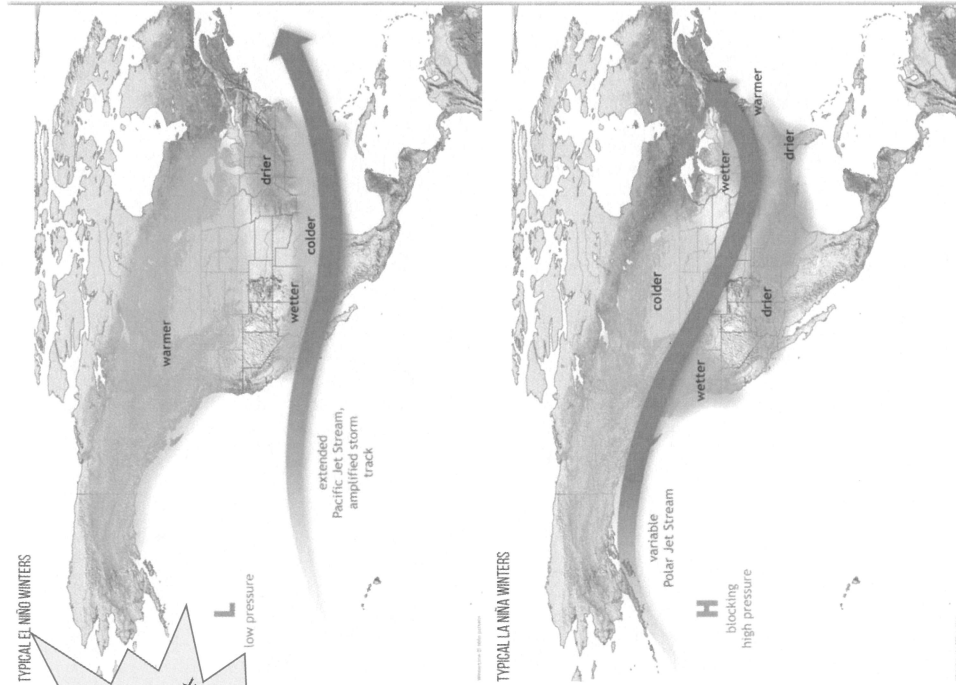 TYPICAL EL NIÑO WINTERS
L
low pressure
extended
Pacific Jet Stream,
amplified storm
track
warmer
wetter
colder
drier
TYPICAL LA NIÑA WINTERS
H
blocking
high pressure
variable
Polar Jet Stream
wetter
colder
drier
wetter
drier
warmer